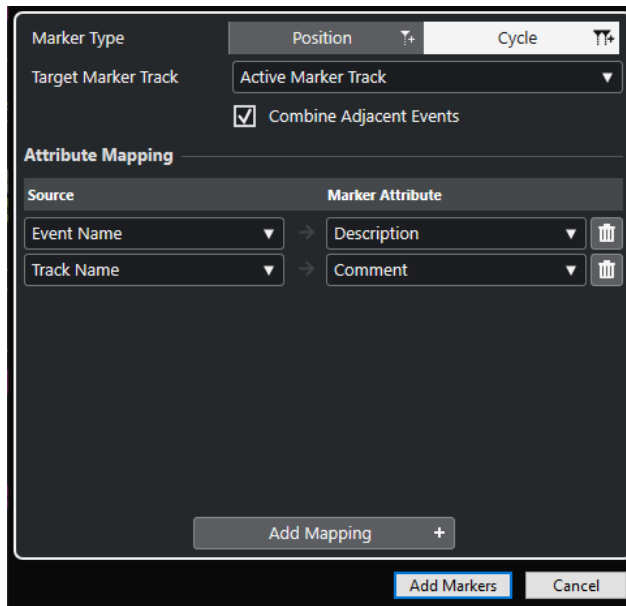 Marker Type Position Cycle
Target Marker Track Active Marker Track
Combine Adjacent Events
Attribute Mapping
Source Marker Attribute
Event Name Description
Track Name Comment
Add Mapping +
Add Markers Cancel